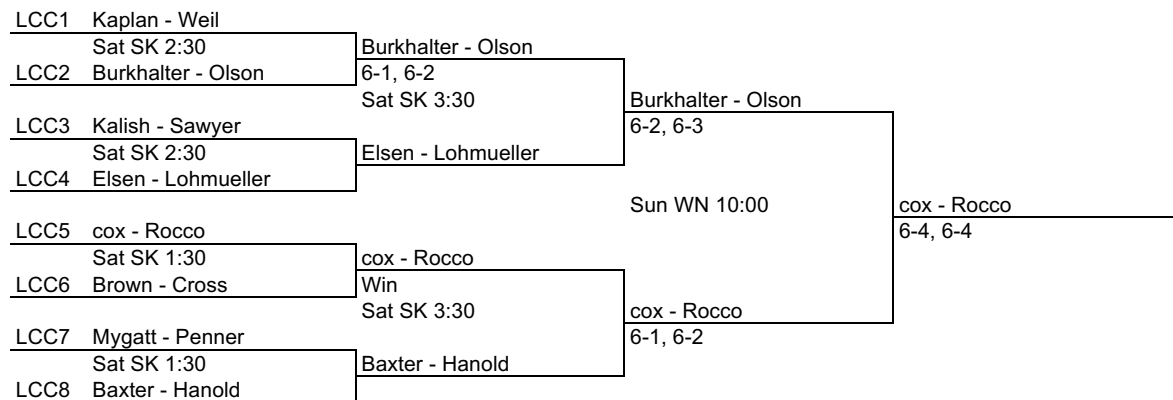 LCC1 Kaplan - Weil
Sat SK 2:30 Burkhalter - Olson
LCC2 Burkhalter - Olson 6-1, 6-2
Sat SK 3:30 Burkhalter - Olson
LCC3 Kalish - Sawyer 6-2, 6-3
Sat SK 2:30 Elsen - Lohmueller
LCC4 Elsen - Lohmueller
Sun WN 10:00 cox - Rocco
LCC5 cox - Rocco 6-4, 6-4
Sat SK 1:30 cox - Rocco
LCC6 Brown - Cross Win
Sat SK 3:30 cox - Rocco
LCC7 Mygatt - Penner 6-1, 6-2
Sat SK 1:30 Baxter - Hanold
LCC8 Baxter - Hanold